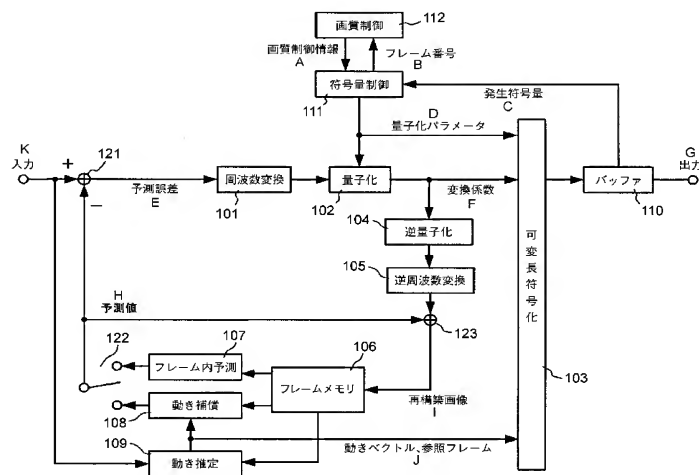 112
画質制御
画質制御情報
A
フレーム番号
B
符号量制御
111
発生符号量
C
D
量子化パラメータ
K
入力
+
121
−
予測誤差
E
周波数変換
101
量子化
102
変換係数
F
バッファ
110
G
出力
104
逆量子化
105
逆周波数変換
可変長符号化
103
H
予測値
123
122
107
フレーム内予測
106
フレームメモリ
再構築画像
I
動き補償
108
109
動き推定
動きベクトル、参照フレーム
J